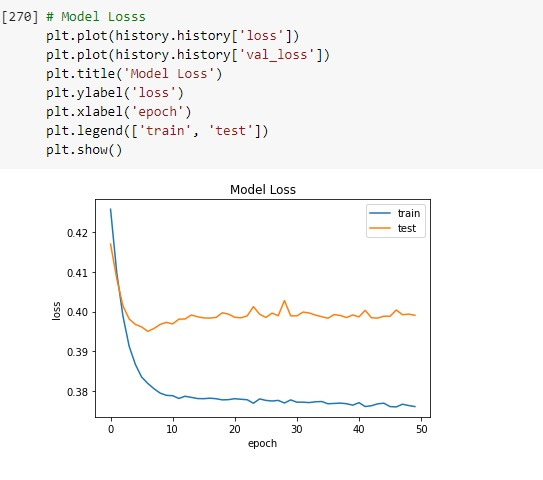 [270] # Model Losss
plt.plot(history.history['loss'])
plt.plot(history.history['val_loss'])
plt.title('Model Loss')
plt.ylabel('loss')
plt.xlabel('epoch')
plt.legend(['train', 'test'])
plt.show()
Model Loss
train
test
0.42
0.41
0.40
0.39
0.38
loss
0 10 20 30 40 50
epoch